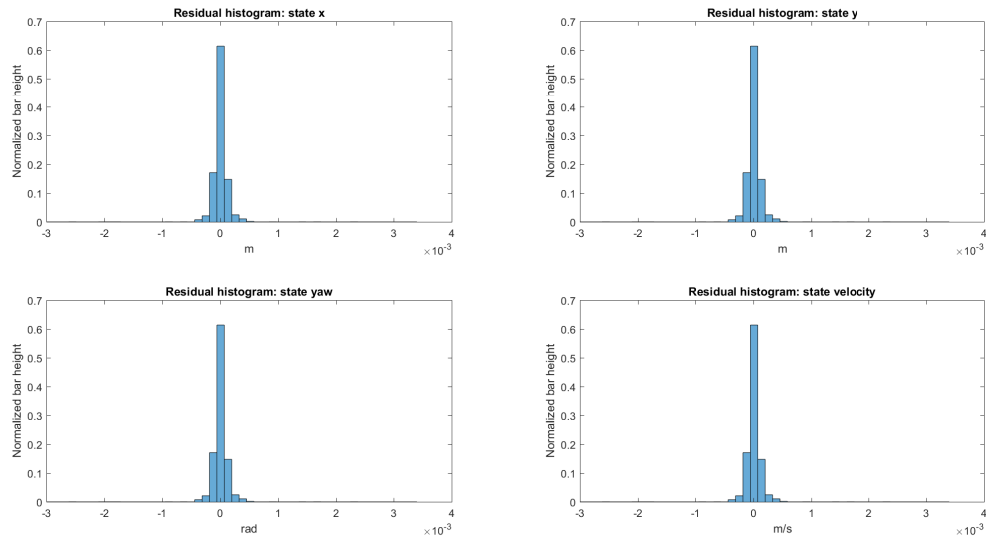 Residual histogram: state x
Normalized bar height
0.7
0.6
0.5
0.4
0.3
0.2
0.1
0
-3 -2 -1 0 1 2 3 4
m
×10^-3
Residual histogram: state y
Normalized bar height
0.7
0.6
0.5
0.4
0.3
0.2
0.1
0
-3 -2 -1 0 1 2 3 4
m
×10^-3
Residual histogram: state yaw
Normalized bar height
0.7
0.6
0.5
0.4
0.3
0.2
0.1
0
-3 -2 -1 0 1 2 3 4
rad
×10^-3
Residual histogram: state velocity
Normalized bar height
0.7
0.6
0.5
0.4
0.3
0.2
0.1
0
-3 -2 -1 0 1 2 3 4
m/s
×10^-3